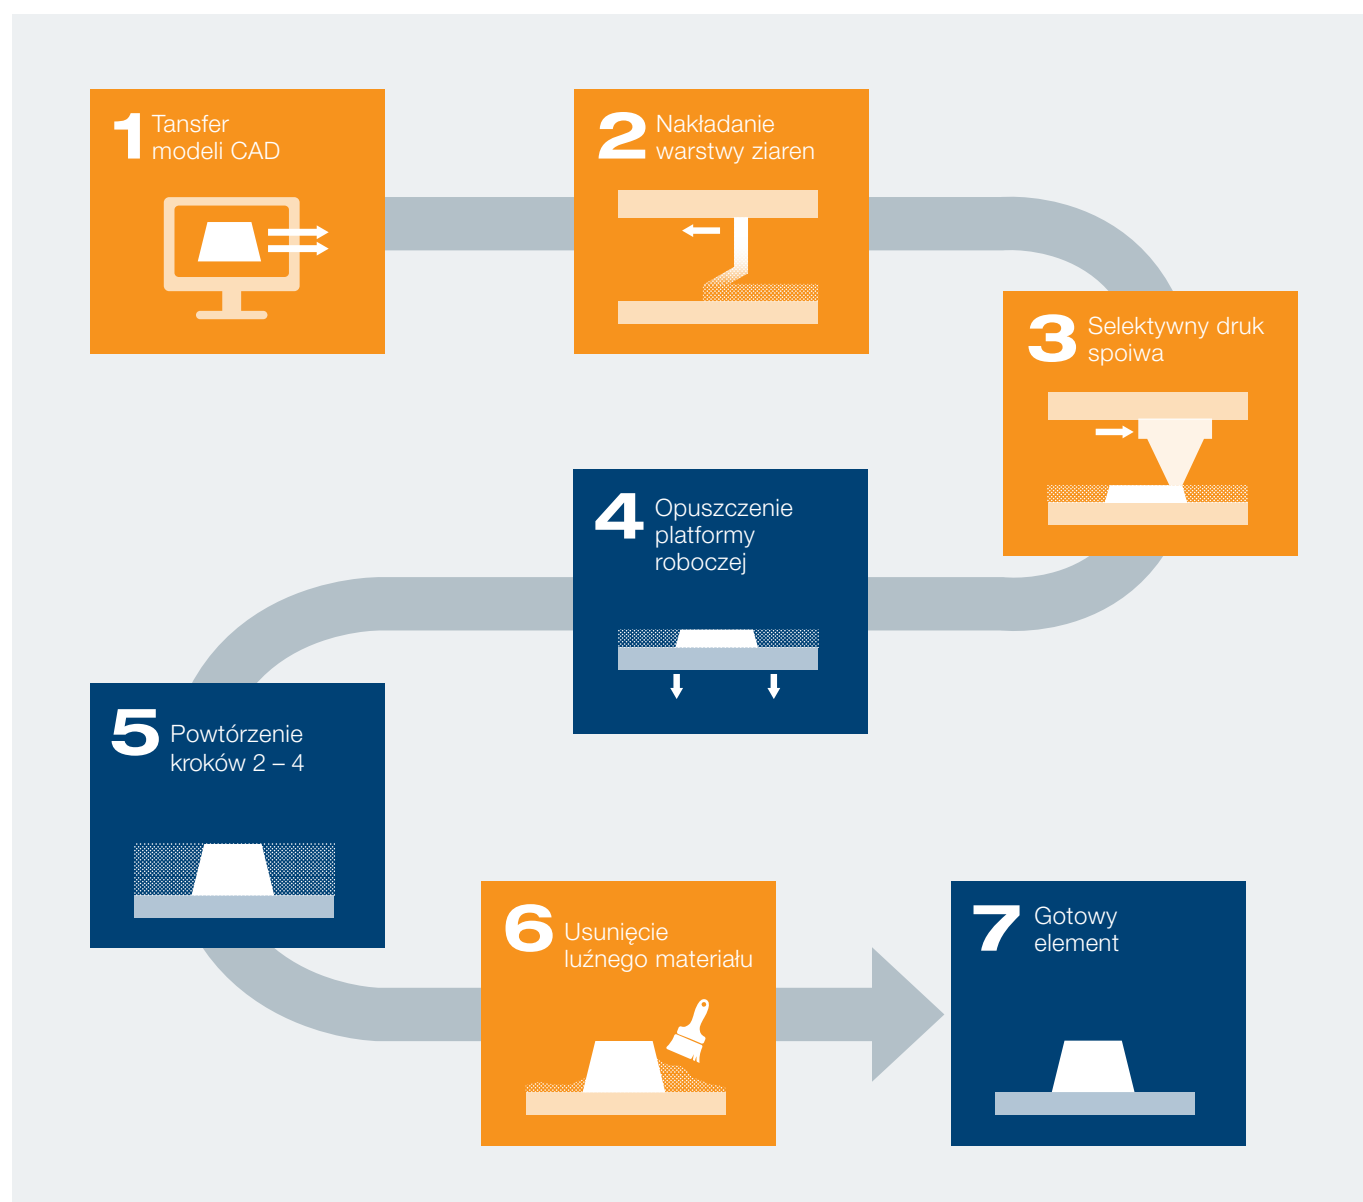 1 Tansfer
modeli CAD
2 Nakładanie
warstwy ziaren
3 Selektywny druk
spoiwa
4 Opuszczenie
platformy
roboczej
5 Powtórzenie
kroków 2 – 4
6 Usunięcie
luźnego materiału
7 Gotowy
element